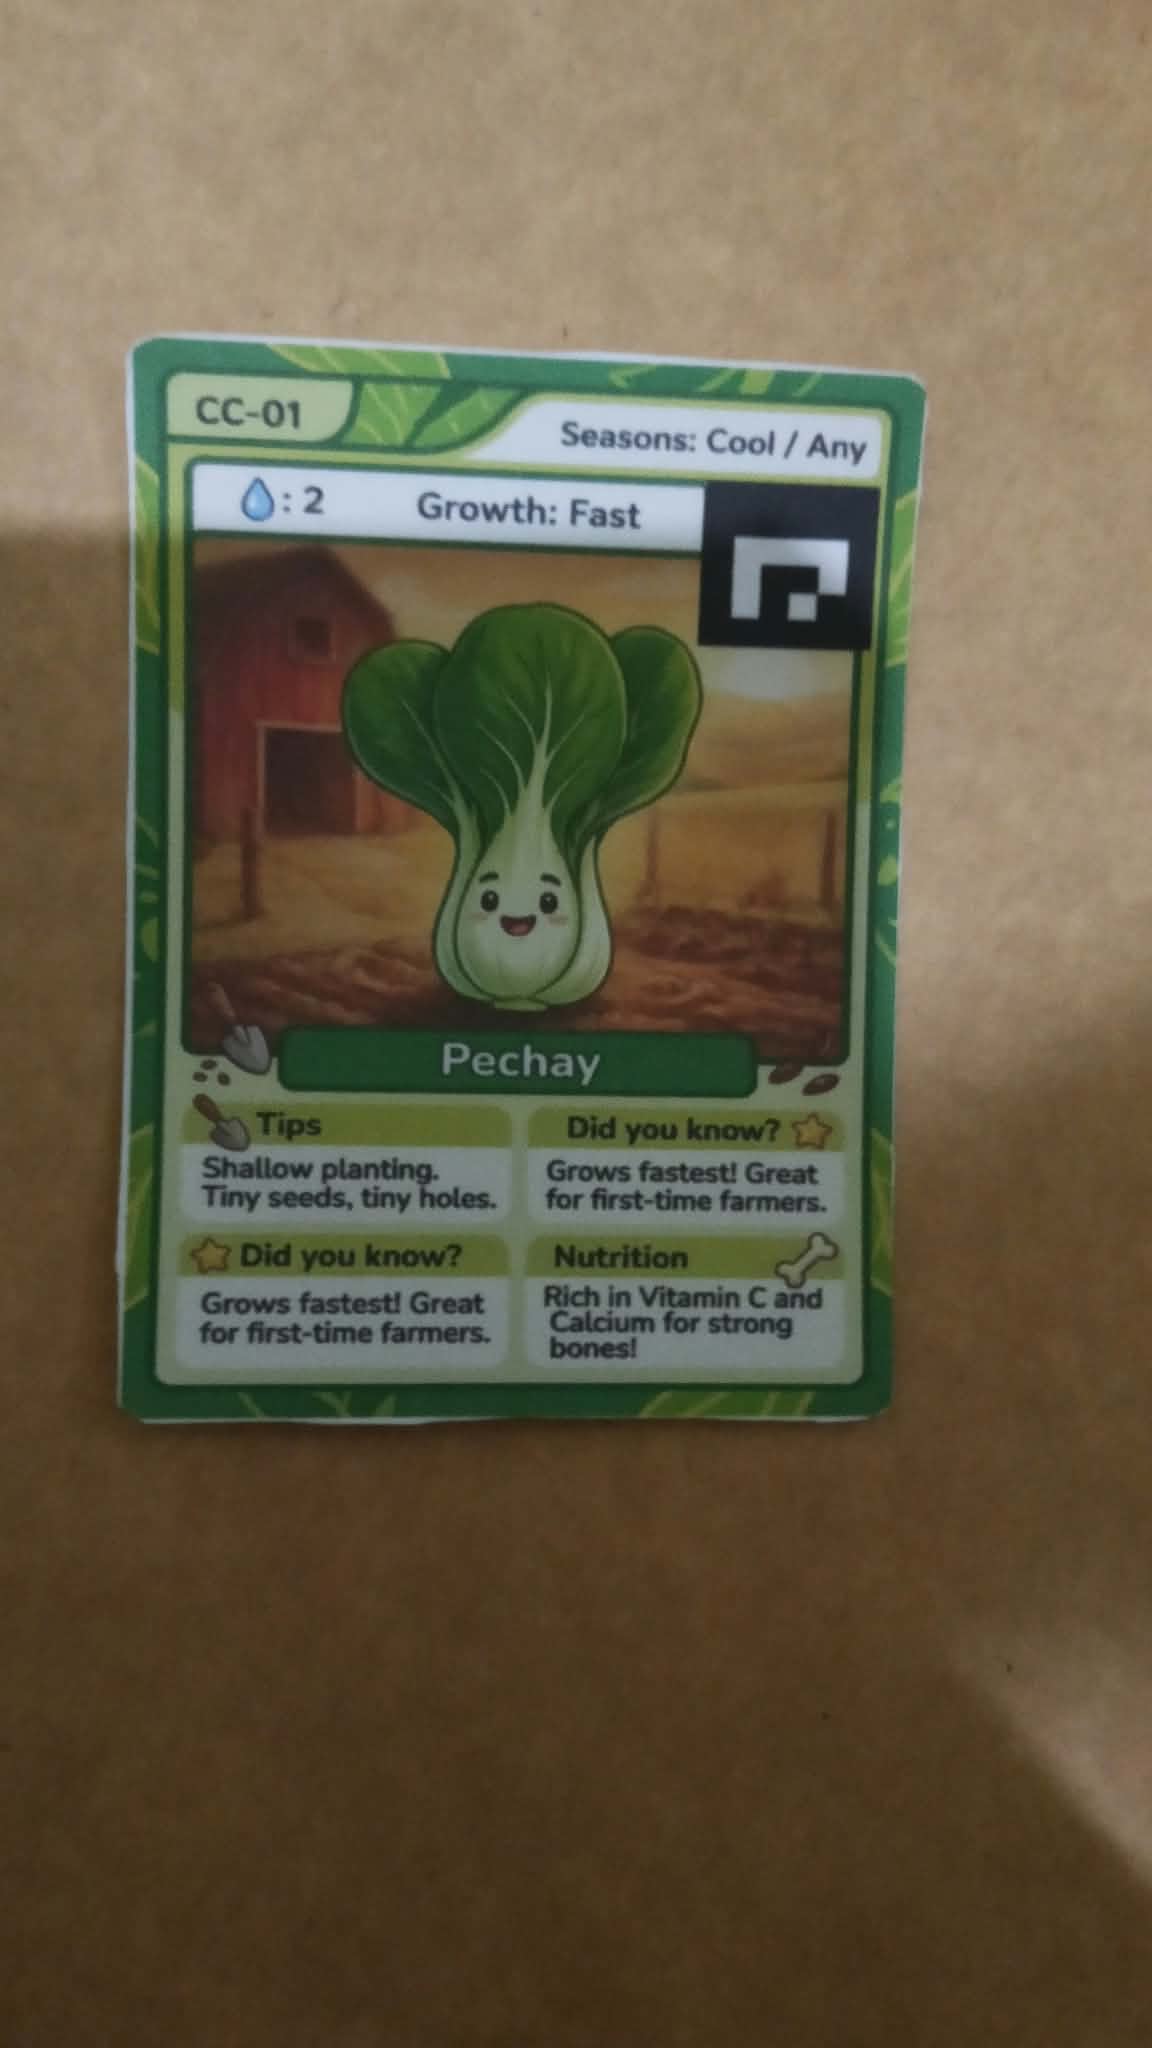 CC-01
Seasons: Cool / Any
: 2
Growth: Fast
Pechay
Tips
Shallow planting.
Tiny seeds, tiny holes.
Did you know?
Grows fastest! Great
for first-time farmers.
Did you know?
Grows fastest! Great
for first-time farmers.
Nutrition
Rich in Vitamin C and
Calcium for strong
bones!